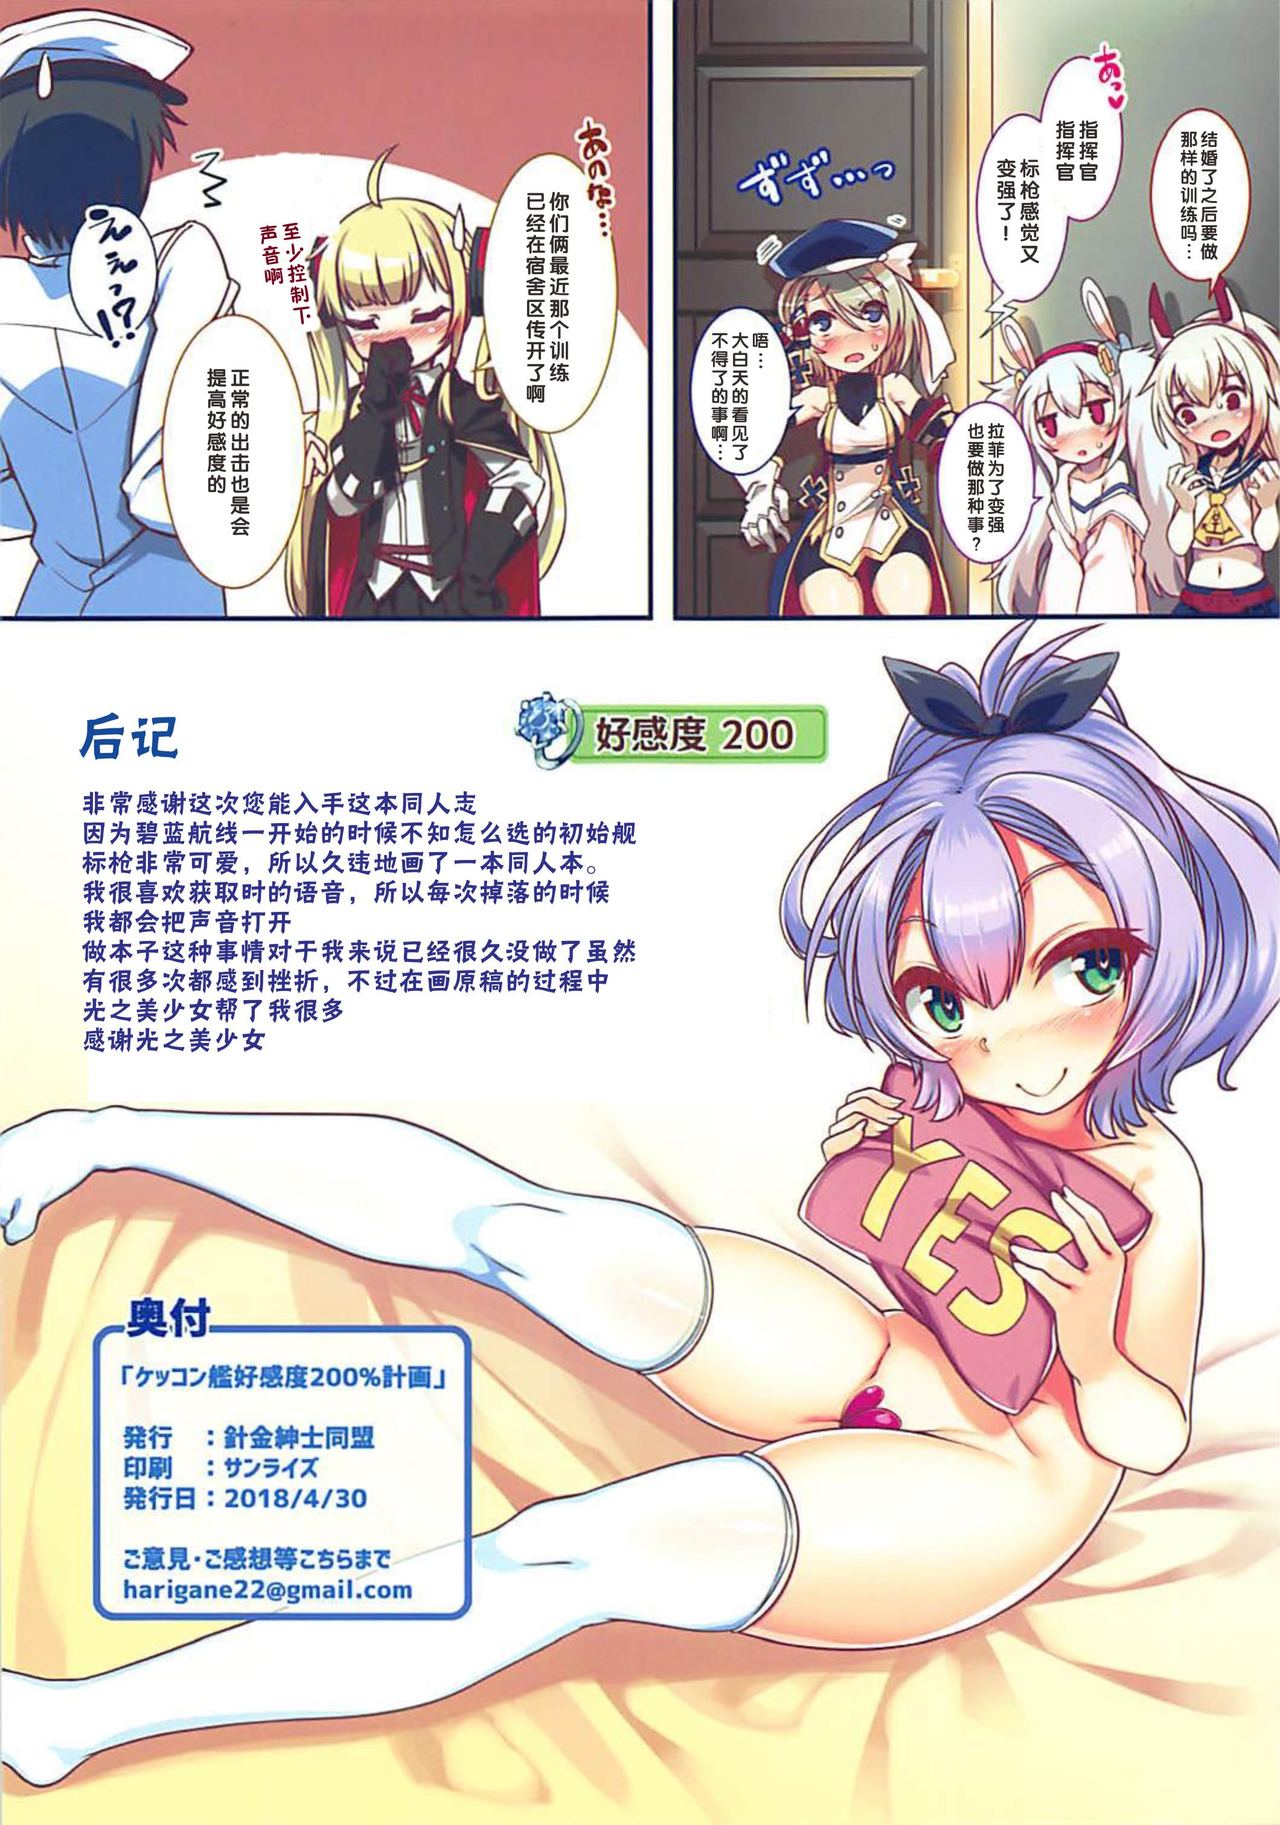 结婚了之后要做
那样的训练吗…
あっ♥
指挥官
指挥官
标枪感觉又
变强了！
拉菲为了变强
也要做那种事？
ずず…っ
唔…
大白天的看见了
不得了的事啊…
あのな…
你们俩最近那个训练
已经在宿舍区传开了啊
至少控制下
声音啊
正常的出击也是会
提高好感度的
ええっ…!?
好感度 200
后记
非常感谢这次您能入手这本同人志
因为碧蓝航线一开始的时候不知怎么选的初始舰
标枪非常可爱，所以久违地画了一本同人本。
我很喜欢获取时的语音，所以每次掉落的时候
我都会把声音打开
做本子这种事情对于我来说已经很久没做了虽然
有很多次都感到挫折，不过在画原稿的过程中
光之美少女帮了我很多
感谢光之美少女
YES
奥付
「ケッコン艦好感度200%計画」
発行　：針金紳士同盟
印刷　：サンライズ
発行日：2018/4/30
ご意見・ご感想等こちらまで
harigane22@gmail.com